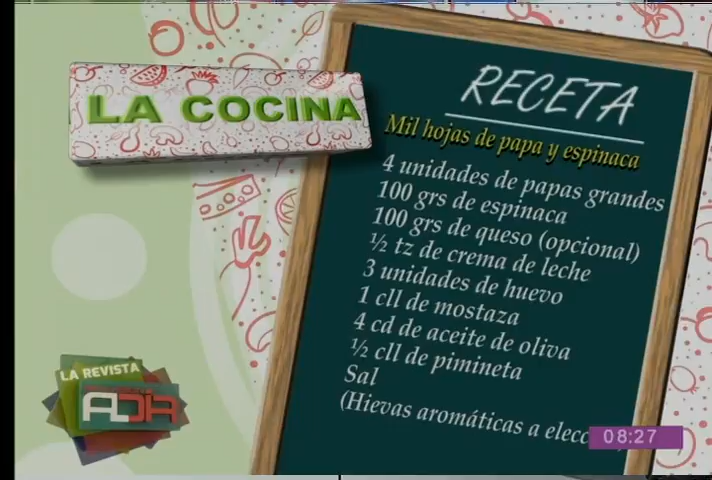 LA COCINA
RECETA
Mil hojas de papa y espinaca
4 unidades de papas grandes
100 grs de espinaca
100 grs de queso (opcional)
½ tz de crema de leche
3 unidades de huevo
1 cll de mostaza
4 cd de aceite de oliva
½ cll de pimineta
Sal
(Hievas aromáticas a
08:27
LA REVISTA